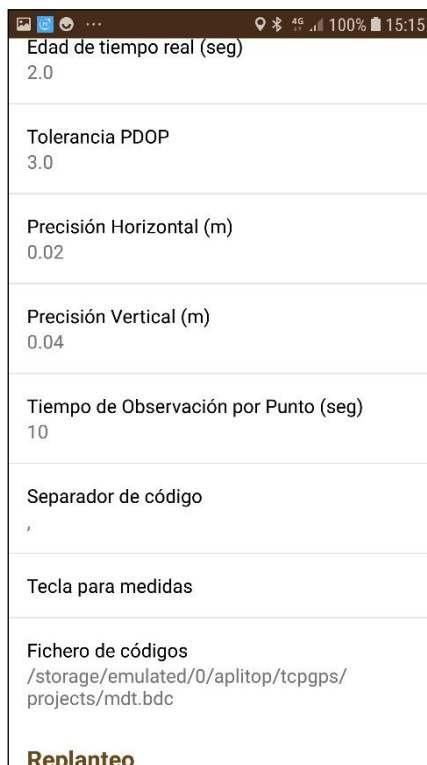 4G 100% 15:15
Edad de tiempo real (seg)
2.0
Tolerancia PDOP
3.0
Precisión Horizontal (m)
0.02
Precisión Vertical (m)
0.04
Tiempo de Observación por Punto (seg)
10
Separador de código
,
Tecla para medidas
Fichero de códigos
/storage/emulated/0/aplitop/tcpgps/
projects/mdt.bdc
Replanteo